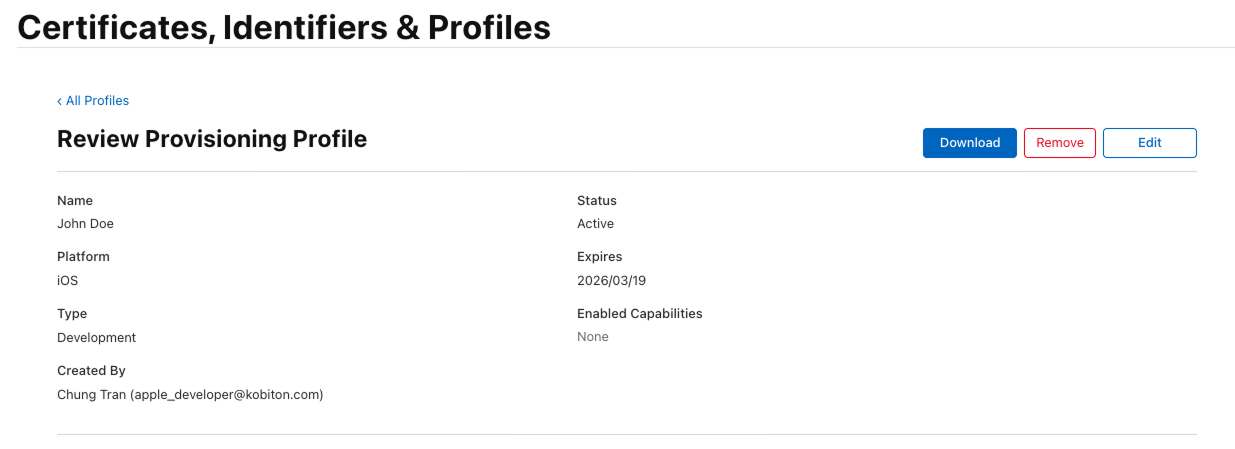 Certificates, Identifiers & Profiles
‹ All Profiles
Review Provisioning Profile
Download
Remove
Edit
Name
John Doe
Status
Active
Platform
iOS
Expires
2026/03/19
Type
Development
Enabled Capabilities
None
Created By
Chung Tran (apple_developer@kobiton.com)